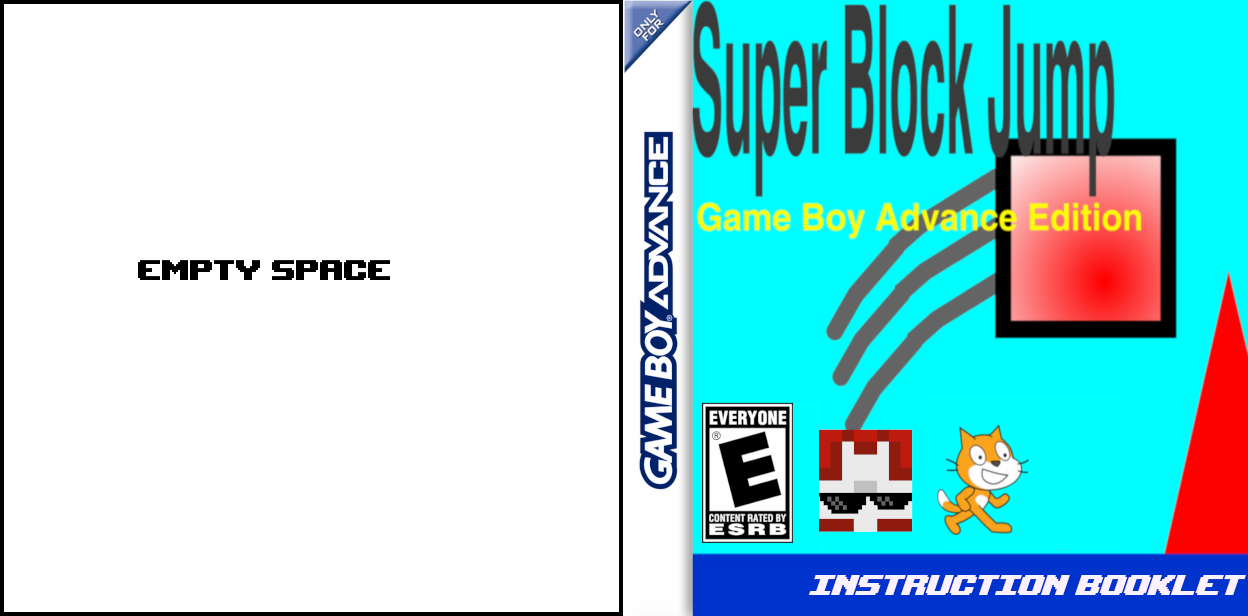 EMPTY SPACE
ONLY
FOR
GAME BOY ADVANCE
®
Super Block Jump
Game Boy Advance Edition
EVERYONE
®
E
CONTENT RATED BY
ESRB
INSTRUCTION BOOKLET